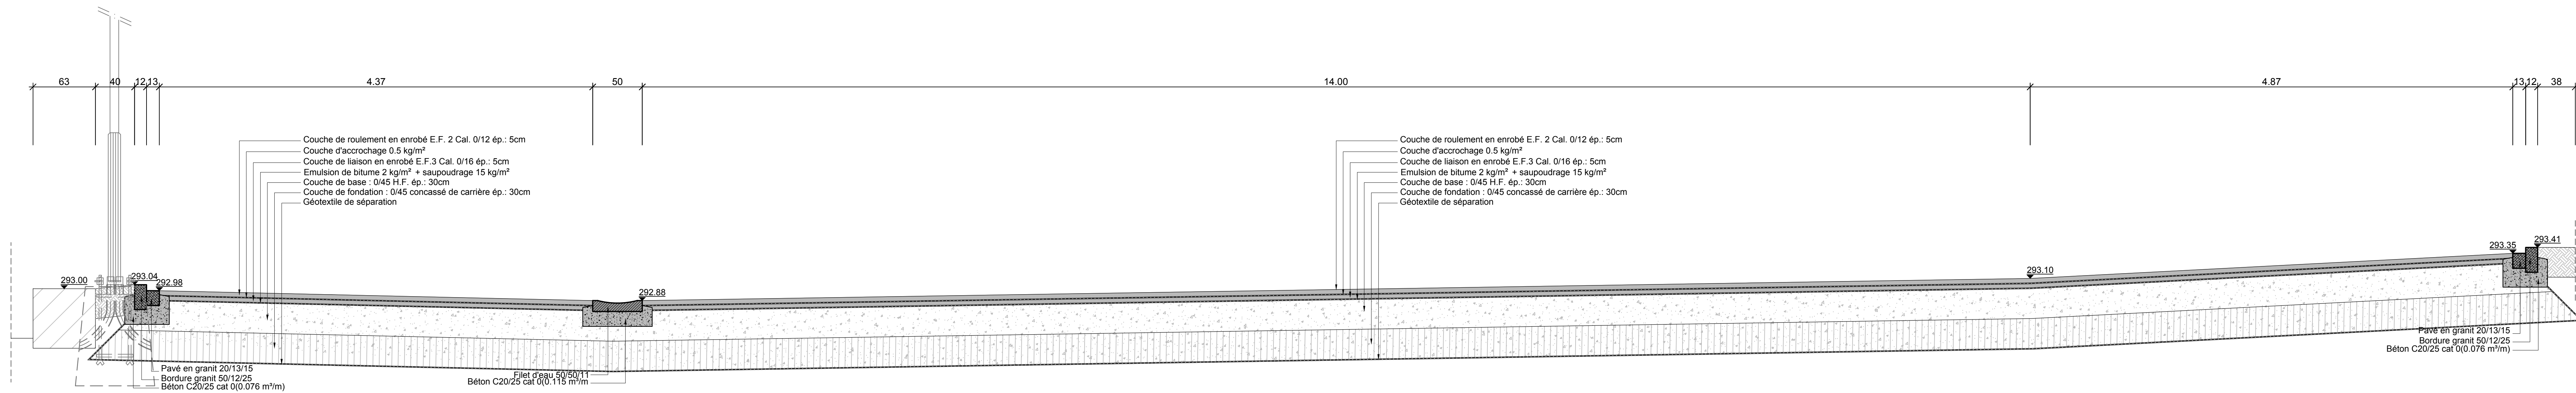 63
40
12
13
4.37
50
14.00
4.87
13
12
38
Couche de roulement en enrobé E.F. 2 Cal. 0/12 ép.: 5cm
Couche d'accrochage 0.5 kg/m²
Couche de liaison en enrobé E.F.3 Cal. 0/16 ép.: 5cm
Emulsion de bitume 2 kg/m² + saupoudrage 15 kg/m²
Couche de base : 0/45 H.F. ép.: 30cm
Couche de fondation : 0/45 concassé de carrière ép.: 30cm
Géotextile de séparation
Couche de roulement en enrobé E.F. 2 Cal. 0/12 ép.: 5cm
Couche d'accrochage 0.5 kg/m²
Couche de liaison en enrobé E.F.3 Cal. 0/16 ép.: 5cm
Emulsion de bitume 2 kg/m² + saupoudrage 15 kg/m²
Couche de base : 0/45 H.F. ép.: 30cm
Couche de fondation : 0/45 concassé de carrière ép.: 30cm
Géotextile de séparation
293.00
293.04
292.98
292.88
293.10
293.35
293.41
Pavé en granit 20/13/15
Bordure granit 50/12/25
Béton C20/25 cat 0(0.076 m³/m)
Filet d'eau 50/50/11
Béton C20/25 cat 0(0.115 m³/m
Pavé en granit 20/13/15
Bordure granit 50/12/25
Béton C20/25 cat 0(0.076 m³/m)